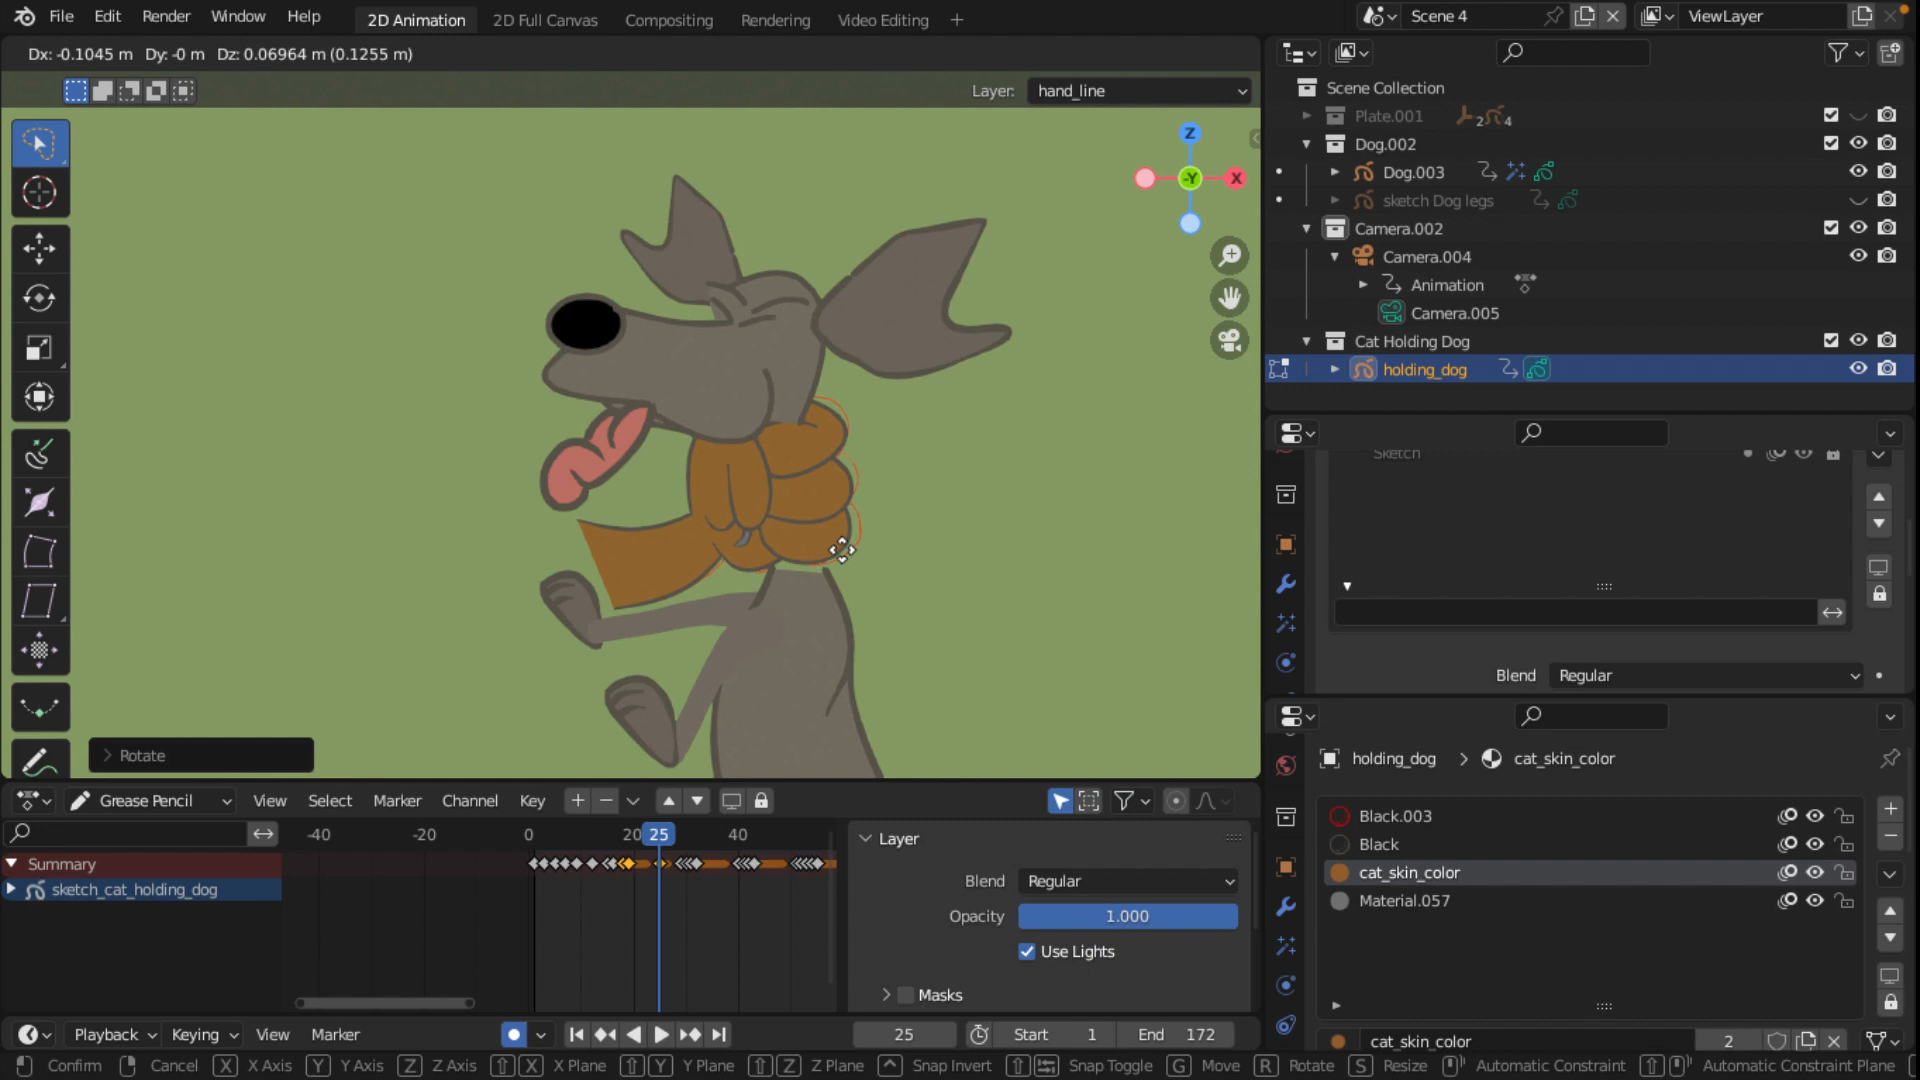 File Edit Render Window Help 2D Animation 2D Full Canvas Compositing Rendering Video Editing + Scene 4 ViewLayer
Dx: -0.1045 m Dy: -0 m Dz: 0.06964 m (0.1255 m)
Layer: hand_line
Z
-Y X
Scene Collection
Plate.001 2 4
Dog.002
Dog.003
sketch Dog legs
Camera.002
Camera.004
Animation
Camera.005
Cat Holding Dog
holding_dog
Sketch
Blend Regular
Rotate
holding_dog > cat_skin_color
Black.003
Black
cat_skin_color
Material.057
cat_skin_color 2
Grease Pencil View Select Marker Channel Key
-40 -20 0 20 25 40
Summary
sketch_cat_holding_dog
Layer
Blend Regular
Opacity 1.000
Use Lights
Masks
Playback Keying View Marker 25 Start 1 End 172
Confirm Cancel X X Axis Y Y Axis Z Z Axis X X Plane Y Y Plane Z Z Plane Snap Invert Snap Toggle G Move R Rotate S Resize Automatic Constraint Automatic Constraint Plane